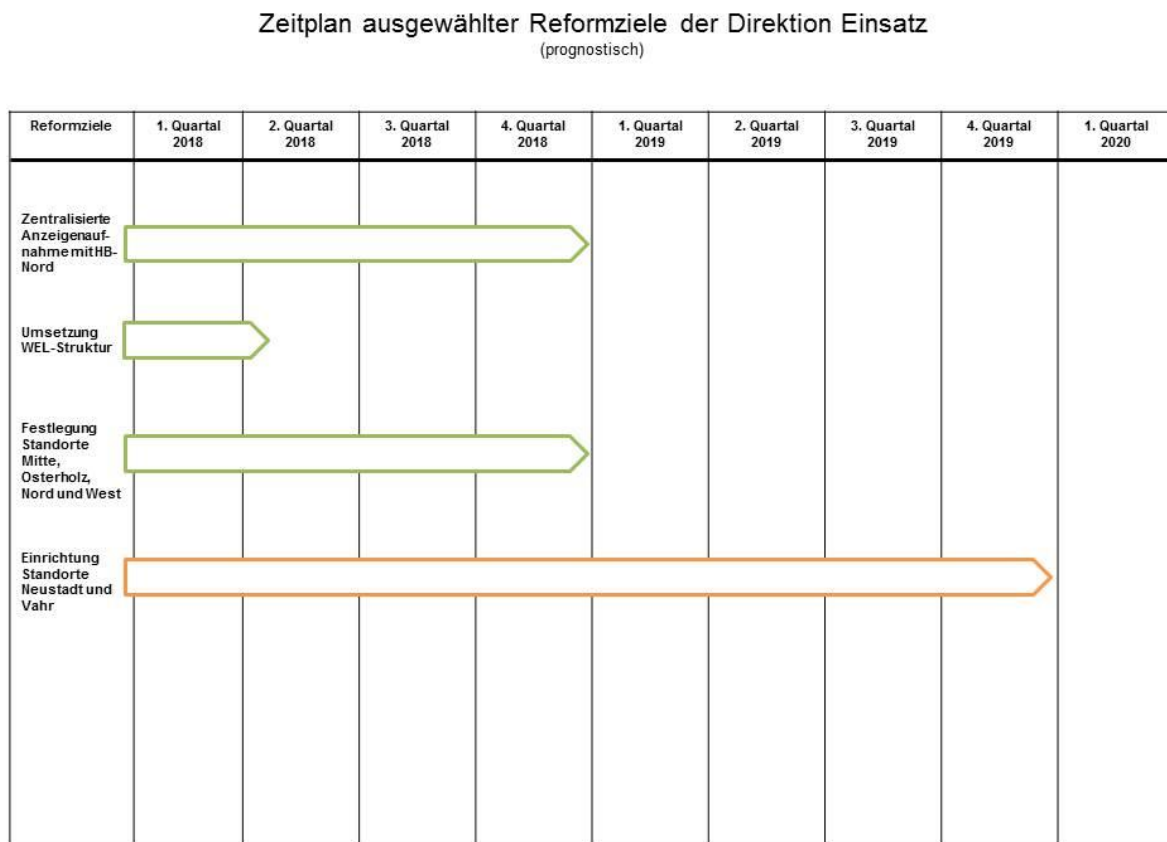 Zeitplan ausgewählter Reformziele der Direktion Einsatz
(prognostisch)
Reformziele
1. Quartal
2018
2. Quartal
2018
3. Quartal
2018
4. Quartal
2018
1. Quartal
2019
2. Quartal
2019
3. Quartal
2019
4. Quartal
2019
1. Quartal
2020
Zentralisierte
Anzeigenauf-
nahme mit HB-
Nord
Umsetzung
WEL-Struktur
Festlegung
Standorte
Mitte,
Osterholz,
Nord und West
Einrichtung
Standorte
Neustadt und
Vahr